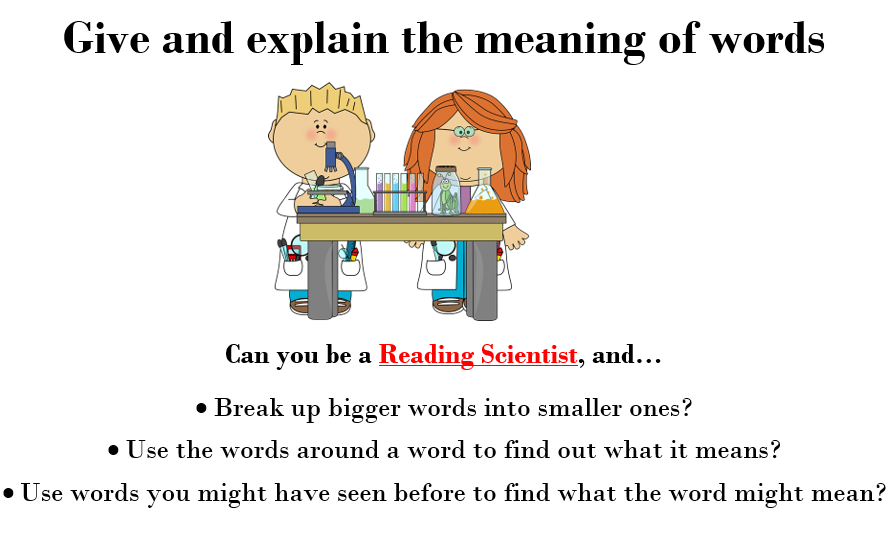 Give and explain the meaning of words
Can you be a Reading Scientist, and...
• Break up bigger words into smaller ones?
• Use the words around a word to find out what it means?
• Use words you might have seen before to find what the word might mean?